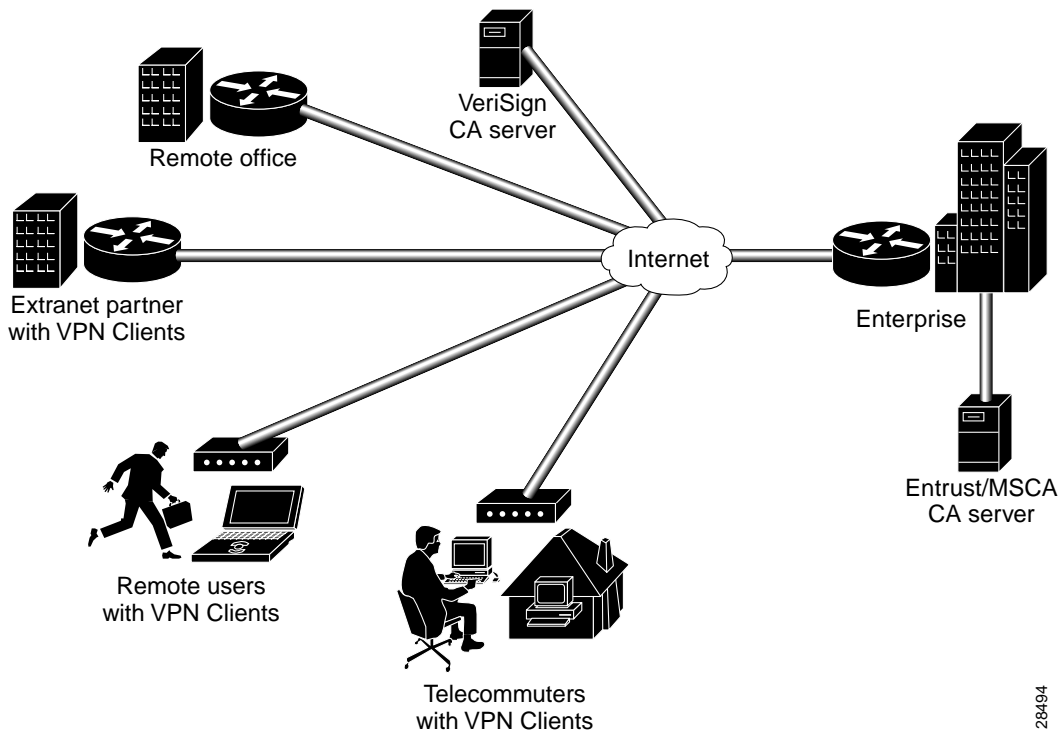 VeriSign
CA server
Remote office
Internet
Extranet partner
with VPN Clients
Enterprise
Entrust/MSCA
CA server
Remote users
with VPN Clients
Telecommuters
with VPN Clients
28494